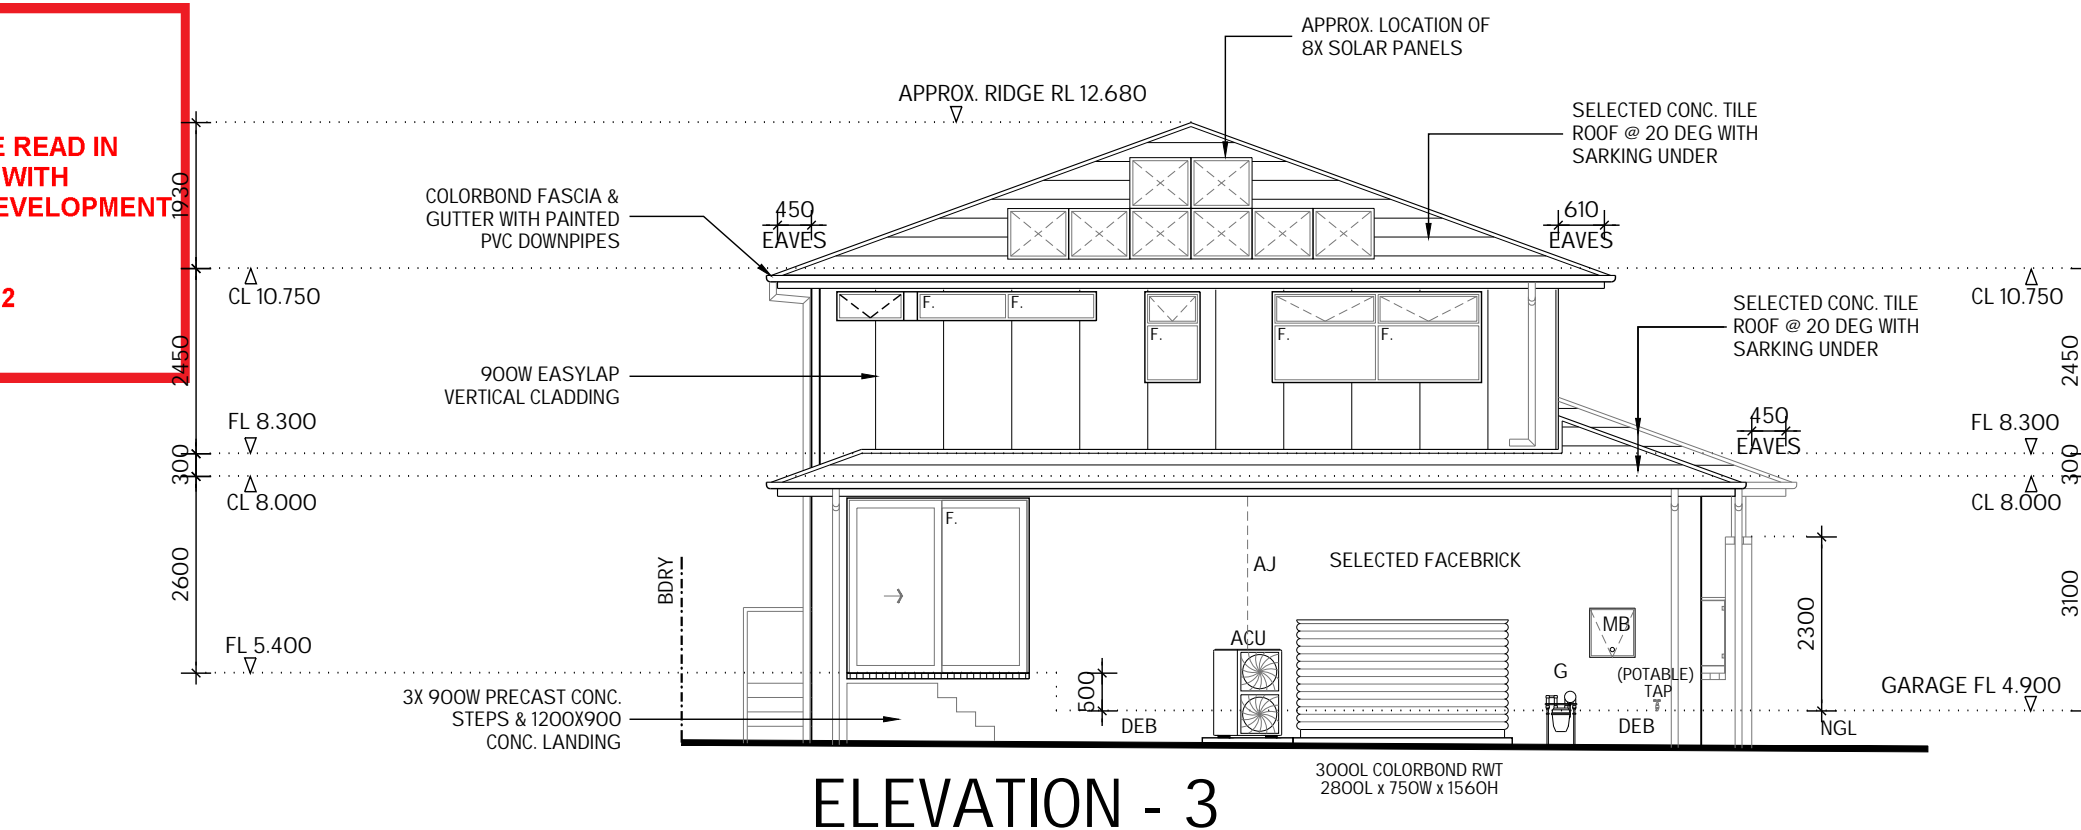 APPROX. LOCATION OF
8X SOLAR PANELS
APPROX. RIDGE RL 12.680
SELECTED CONC. TILE
ROOF @ 20 DEG WITH
SARKING UNDER
READ IN
WITH
1930
COLORBOND FASCIA &
GUTTER WITH PAINTED
PVC DOWNPIPES
450
EAVES
610
EAVES
CL 10.750
CL 10.750
2
SELECTED CONC. TILE
ROOF @ 20 DEG WITH
SARKING UNDER
F.
F.
F.
F.
F.
2450
2450
900W EASYLAP
VERTICAL CLADDING
FL 8.300
450
EAVES
FL 8.300
300
300
CL 8.000
CL 8.000
F.
2600
BDRY
AJ
SELECTED FACEBRICK
3100
2300
MB
ACU
FL 5.400
G
(POTABLE)
TAP
500
GARAGE FL 4.900
3X 900W PRECAST CONC.
STEPS & 1200X900
CONC. LANDING
DEB
DEB
NGL
3000L COLORBOND RWT
2800L x 750W x 1560H
ELEVATION - 3